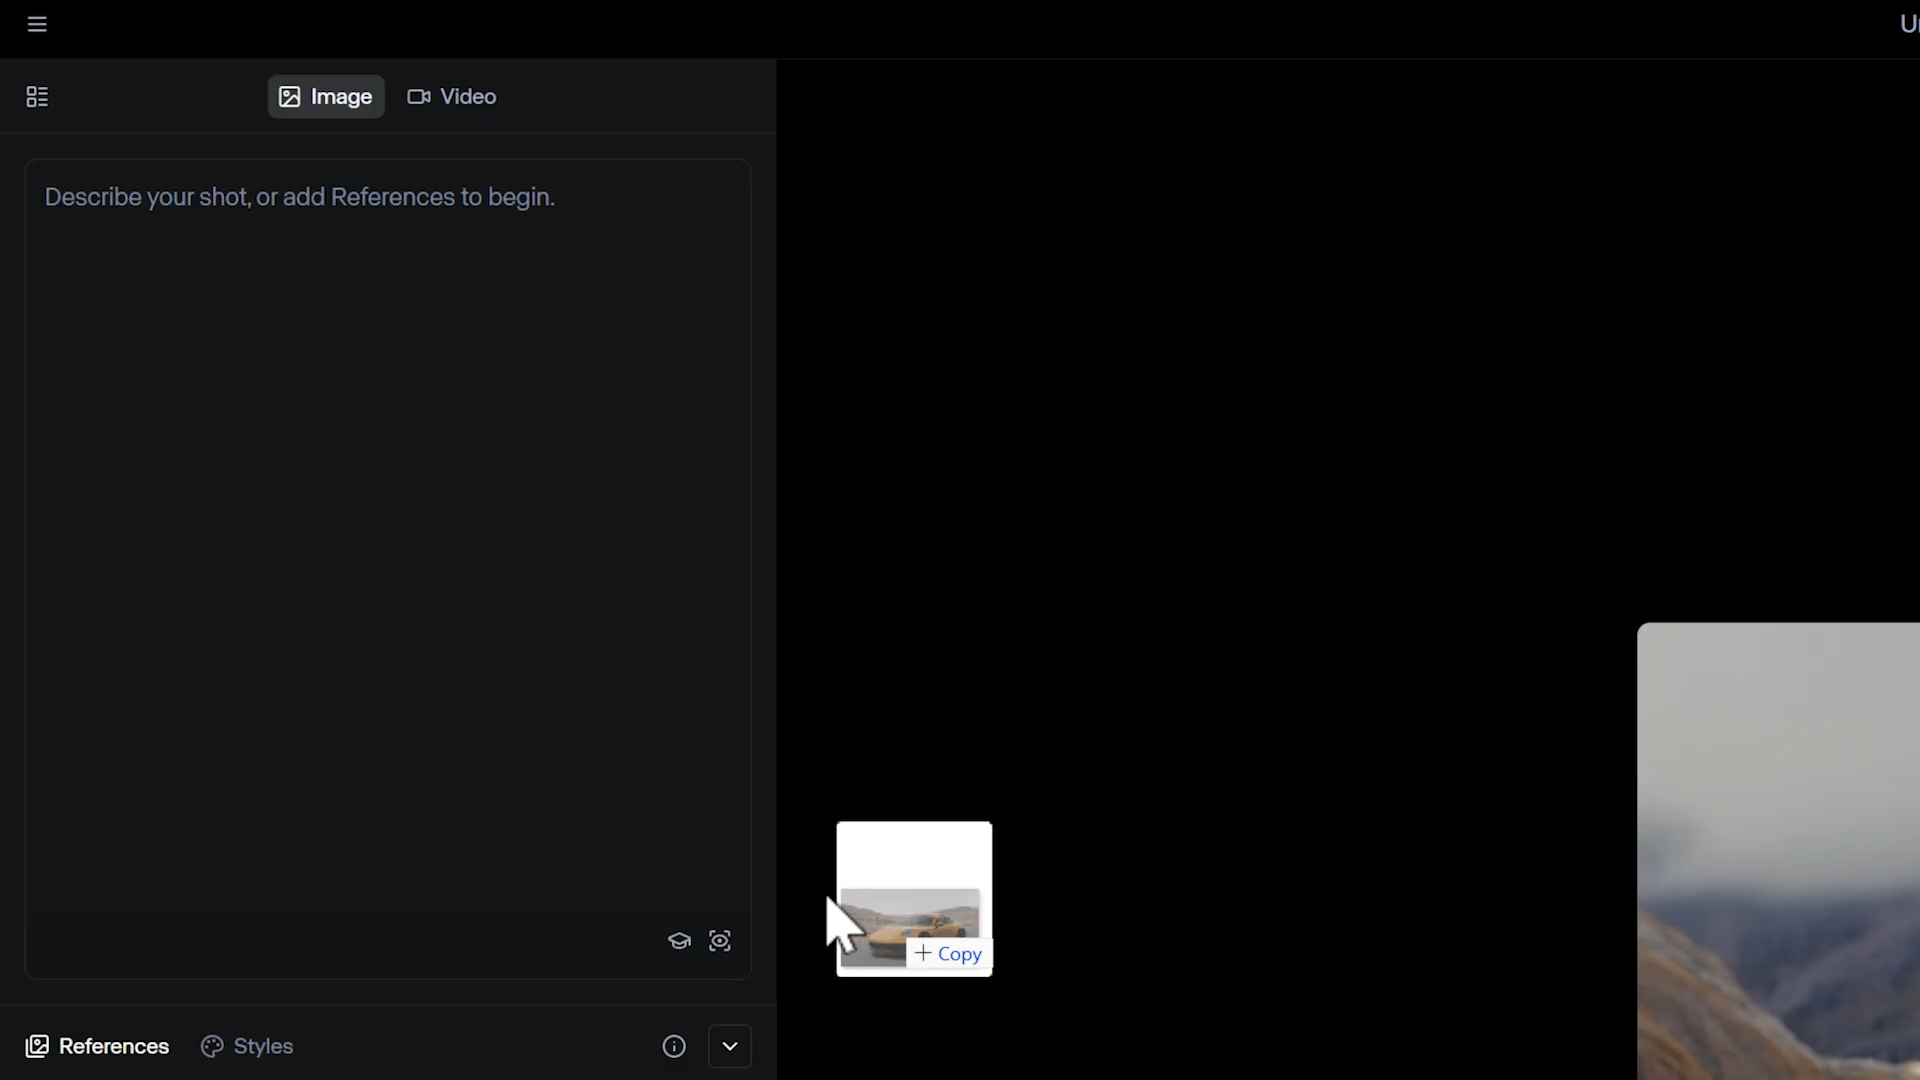 Image
Video
Describe your shot, or add References to begin.
+ Copy
References
Styles